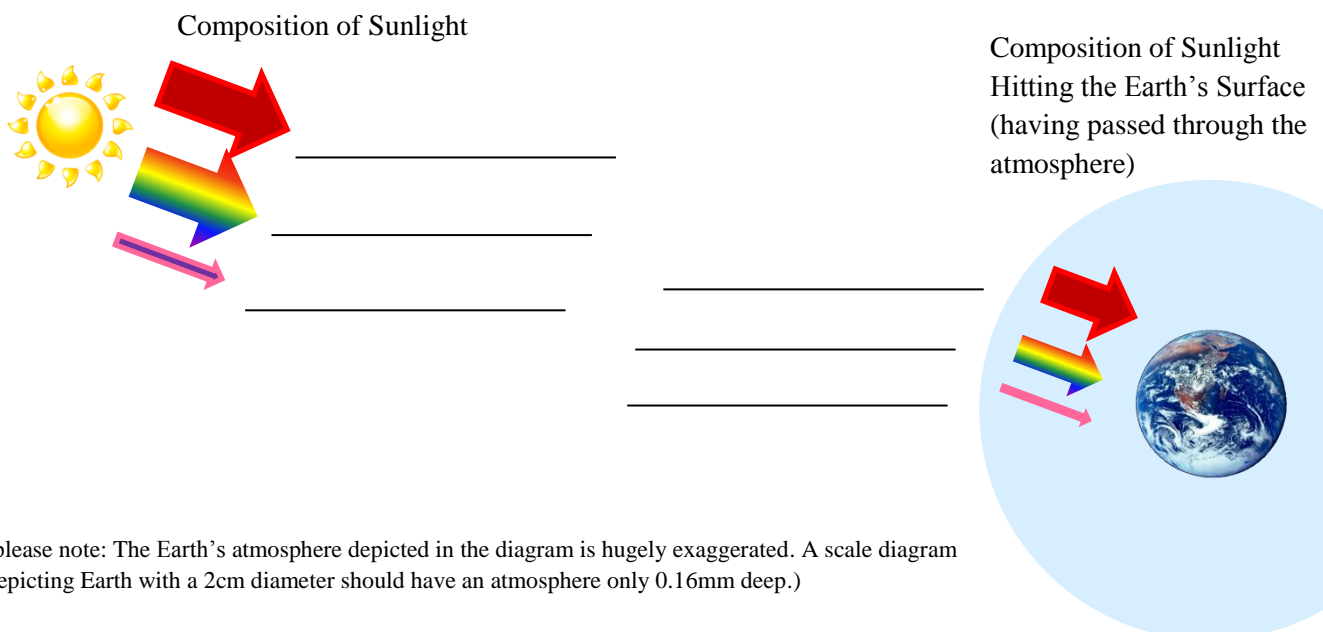 Composition of Sunlight
Composition of Sunlight
Hitting the Earth’s Surface
(having passed through the
atmosphere)
please note: The Earth’s atmosphere depicted in the diagram is hugely exaggerated. A scale diagram
epicting Earth with a 2cm diameter should have an atmosphere only 0.16mm deep.)